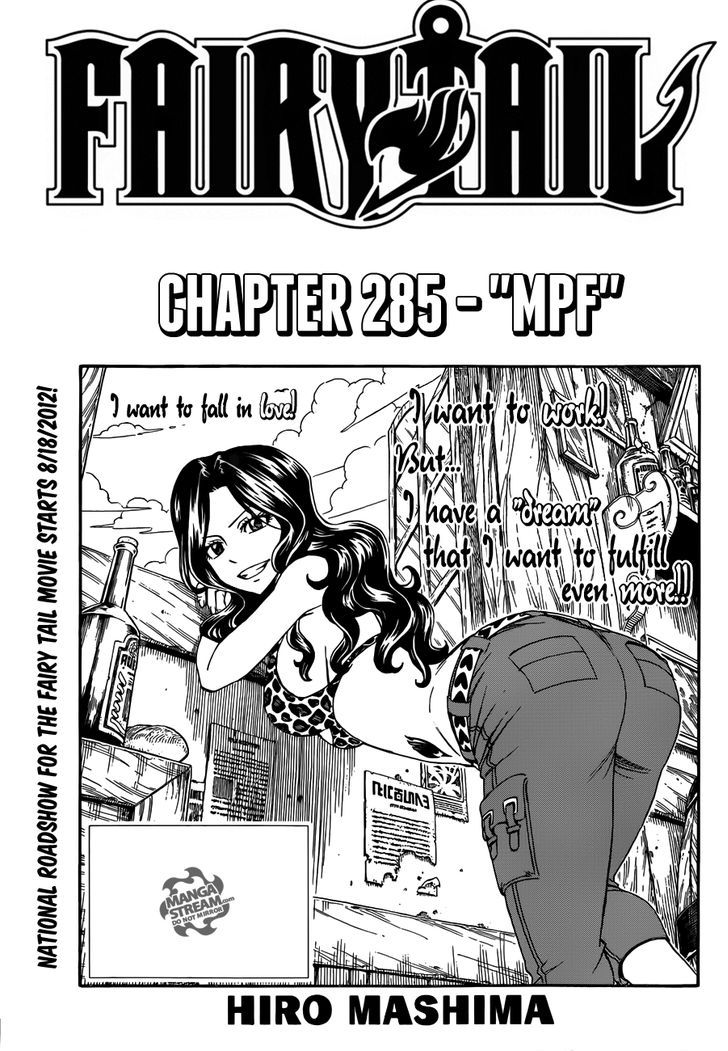 FAIRY TAIL
CHAPTER 285 - "MPF"
NATIONAL ROADSHOW FOR THE FAIRY TAIL MOVIE STARTS 8/18/2012!
I want to fall in love!
I want to work!
But...
I have a "dream"
that I want to fulfill
even more!!
MANGA
STREAM.com
DO NOT MIRROR
HIRO MASHIMA